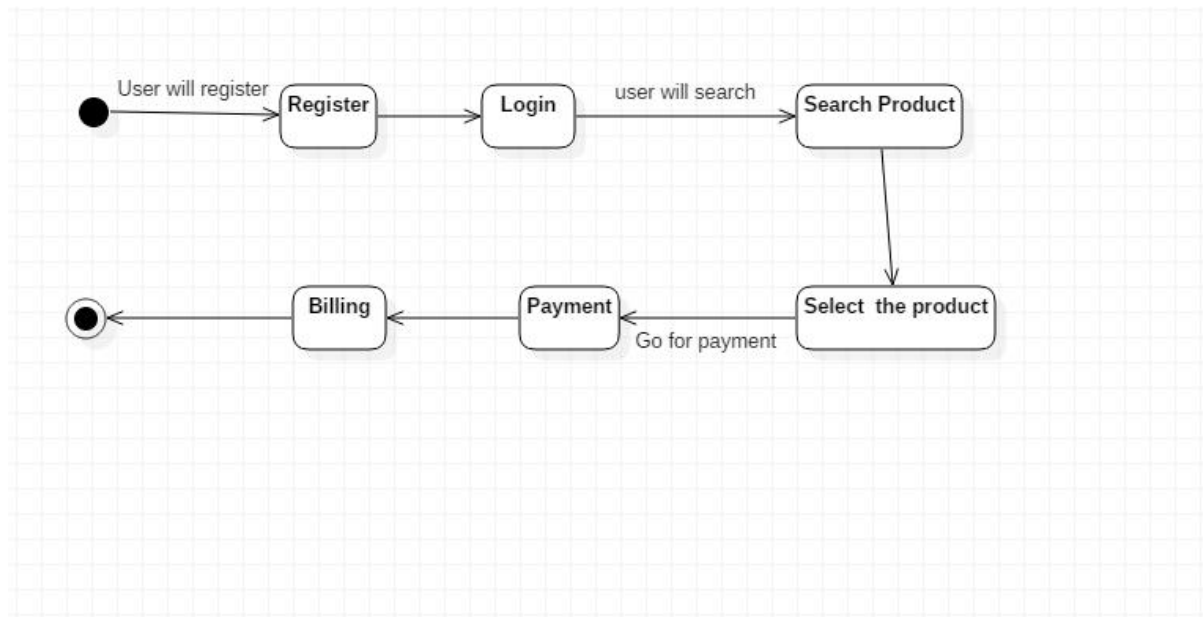 User will register
Register
Login
user will search
Search Product
Select  the product
Go for payment
Payment
Billing